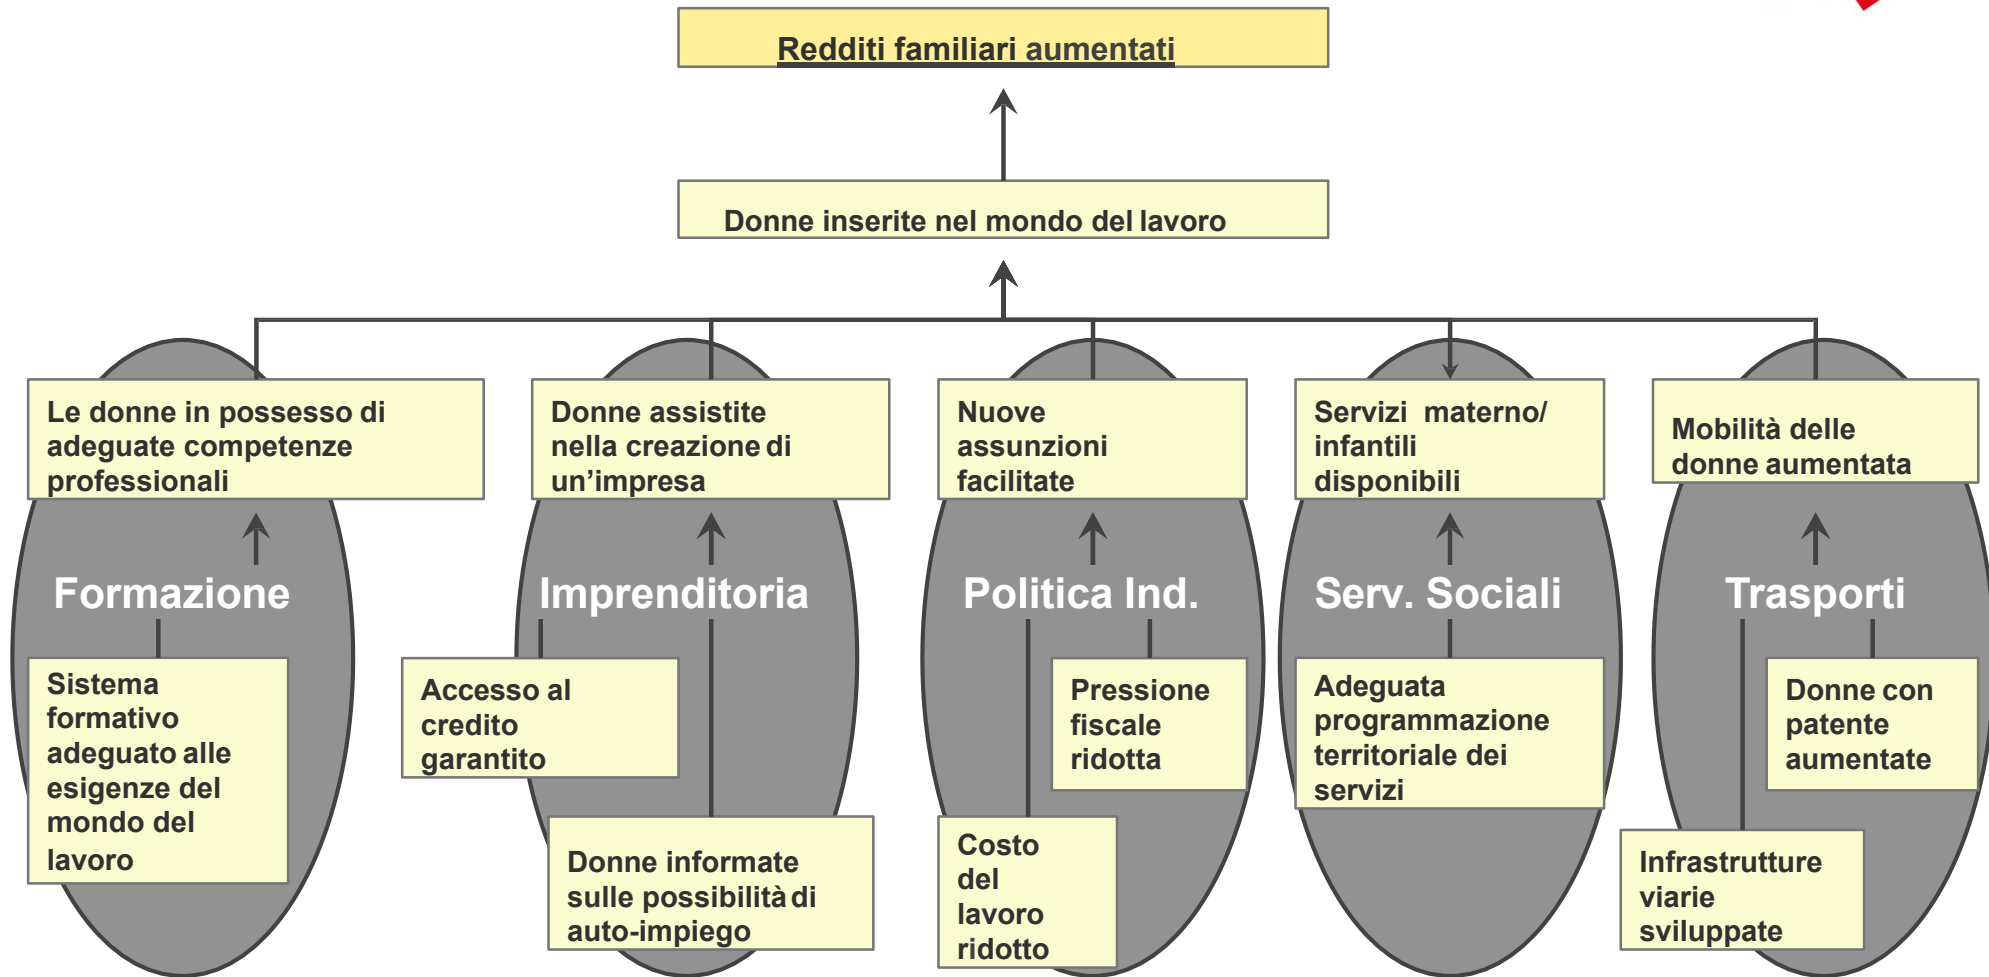 Redditi familiari aumentati
Donne inserite nel mondo del lavoro
Le donne in possesso di
adeguate competenze
professionali
Donne assistite
nella creazione di
un’impresa
Nuove
assunzioni
facilitate
Servizi materno/
infantili
disponibili
Mobilità delle
donne aumentata
Formazione
Imprenditoria
Politica Ind.
Serv. Sociali
Trasporti
Sistema
formativo
adeguato alle
esigenze del
mondo del
lavoro
Accesso al
credito
garantito
Donne informate
sulle possibilità di
auto-impiego
Pressione
fiscale
ridotta
Costo
del
lavoro
ridotto
Adeguata
programmazione
territoriale dei
servizi
Donne con
patente
aumentate
Infrastrutture
viarie
sviluppate